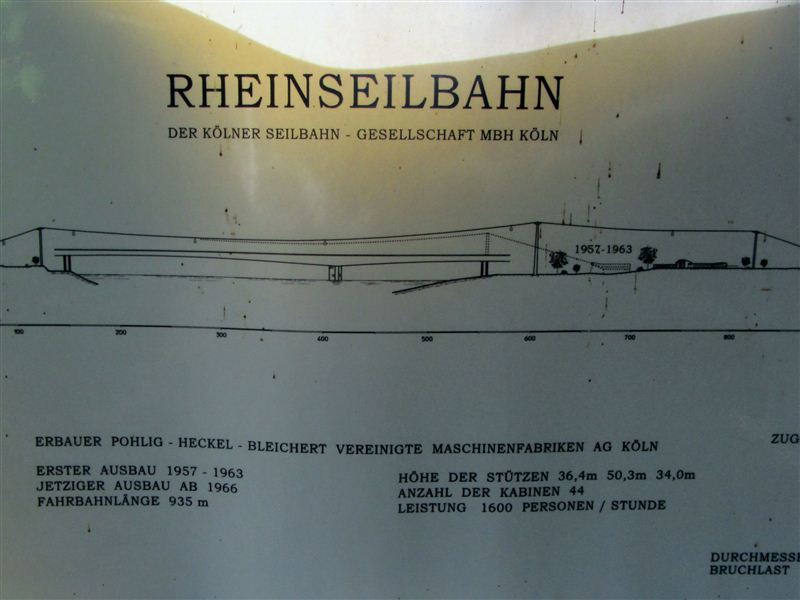 RHEINSEILBAHN
DER KÖLNER SEILBAHN - GESELLSCHAFT MBH KÖLN
1957-1963
100 200 300 400 500 600 700 800
ERBAUER POHLIG - HECKEL - BLEICHERT VEREINIGTE MASCHINENFABRIKEN AG KÖLN
ZUG
ERSTER AUSBAU 1957 - 1963
JETZIGER AUSBAU AB 1966
FAHRBAHNLÄNGE 935 m
HÖHE DER STÜTZEN 36,4m 50,3m 34,0m
ANZAHL DER KABINEN 44
LEISTUNG 1600 PERSONEN / STUNDE
DURCHMESSE
BRUCHLAST